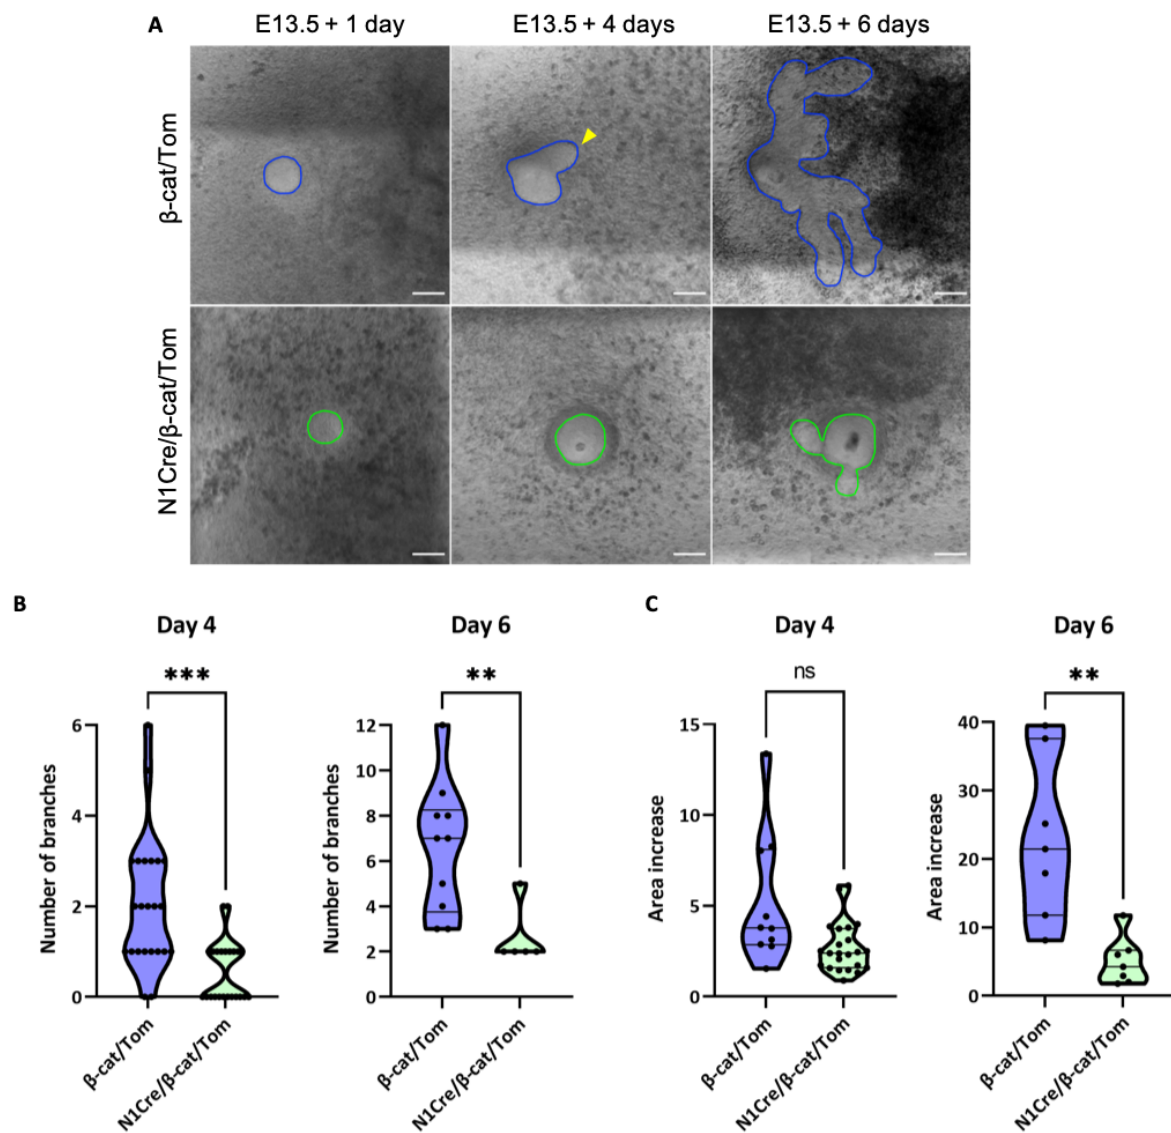 A
E13.5 + 1 day
E13.5 + 4 days
E13.5 + 6 days
β-cat/Tom
N1Cre/β-cat/Tom
B
Day 4
***
6
4
2
0
Number of branches
β-cat/Tom
N1Cre/β-cat/Tom
Day 6
**
12
10
8
6
4
2
0
Number of branches
β-cat/Tom
N1Cre/β-cat/Tom
C
Day 4
ns
15
10
5
0
Area increase
β-cat/Tom
N1Cre/β-cat/Tom
Day 6
**
40
30
20
10
0
Area increase
β-cat/Tom
N1Cre/β-cat/Tom